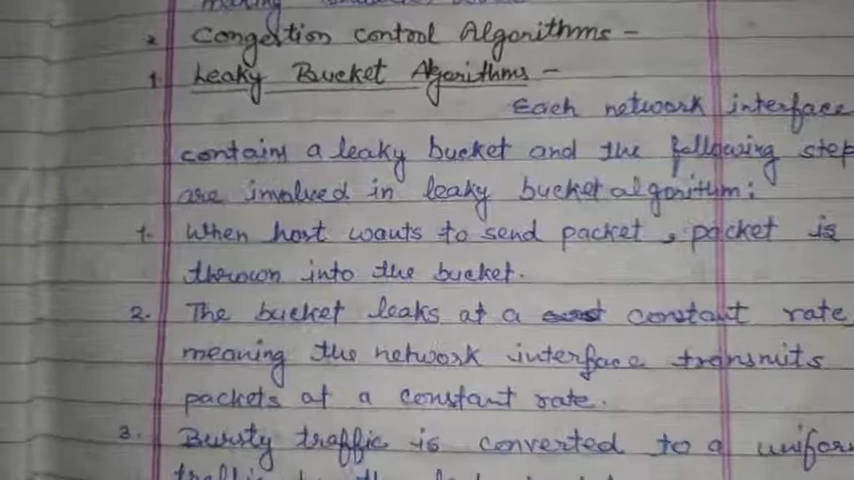 * Congestion contool Algorithms -
1. Leaky Bucket Algorithms -
Each network interface
contains a leaky bucket and the following step
are involved in leaky bucket algorithm:
1. When host wants to send packet, packet is
thrown into the bucket.
2. The bucket leaks at a constant rate
meaning the network interface transmits
packets at a constant rate.
3. Bursty traffic is converted to a uniform